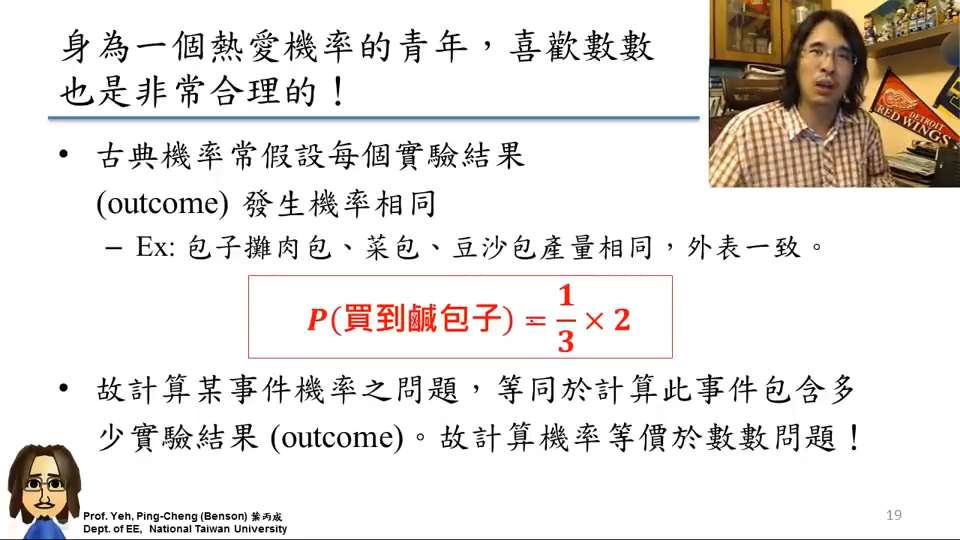 身為一個熱愛機率的青年，喜歡數數
也是非常合理的！
• 古典機率常假設每個實驗結果
(outcome) 發生機率相同
– Ex: 包子攤肉包、菜包、豆沙包產量相同，外表一致。
P(買到鹹包子) = 1/3 × 2
• 故計算某事件機率之問題，等同於計算此事件包含多
少實驗結果 (outcome)。故計算機率等價於數數問題！
DETROIT
RED WINGS
Prof. Yeh, Ping-Cheng (Benson) 葉丙成
Dept. of EE, National Taiwan University
19